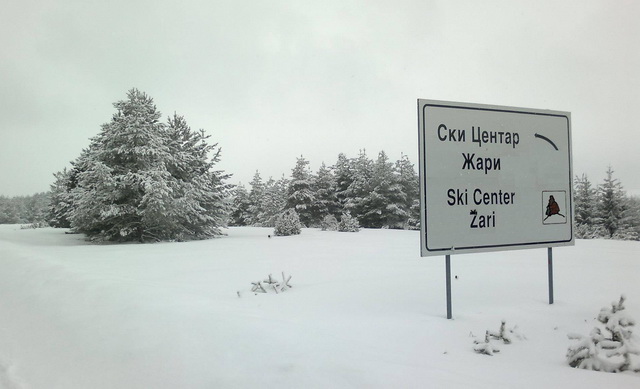 Ски Центар
Жари
Ski Center
Žari